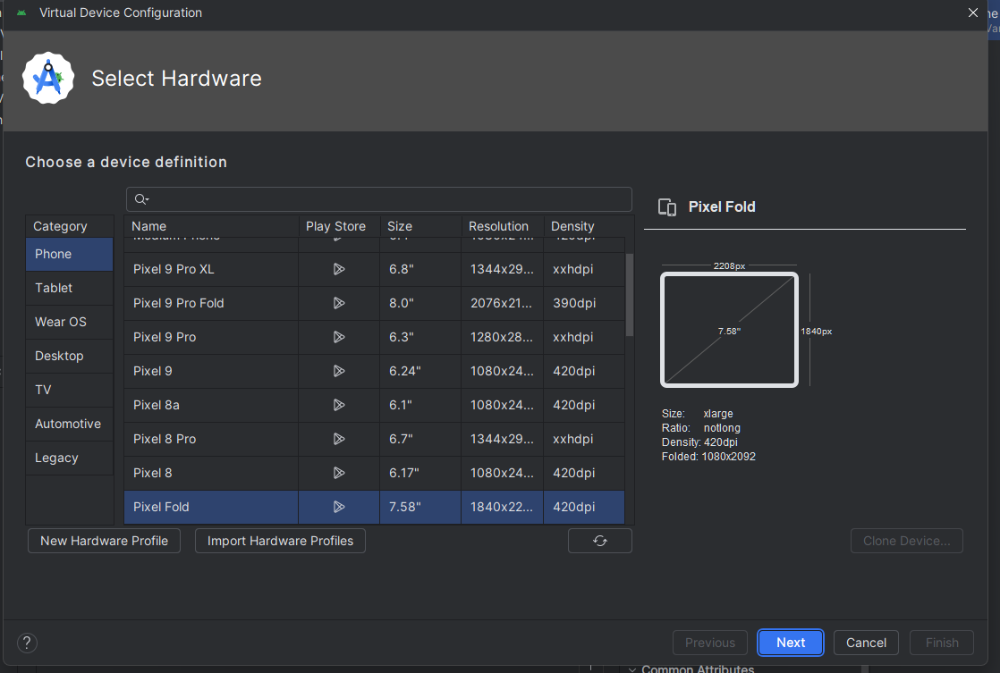 Virtual Device Configuration
Select Hardware
Choose a device definition
Category
Phone
Tablet
Wear OS
Desktop
TV
Automotive
Legacy
Name Play Store Size Resolution Density
Medium Phone
Pixel 9 Pro XL 6.8" 1344x29... xxhdpi
Pixel 9 Pro Fold 8.0" 2076x21... 390dpi
Pixel 9 Pro 6.3" 1280x28... xxhdpi
Pixel 9 6.24" 1080x24... 420dpi
Pixel 8a 6.1" 1080x24... 420dpi
Pixel 8 Pro 6.7" 1344x29... xxhdpi
Pixel 8 6.17" 1080x24... 420dpi
Pixel Fold 7.58" 1840x22... 420dpi
Pixel Fold
2208px
7.58"
1840px
Size: xlarge
Ratio: notlong
Density: 420dpi
Folded: 1080x2092
New Hardware Profile Import Hardware Profiles Clone Device...
? Previous Next Cancel Finish
Common Attributes